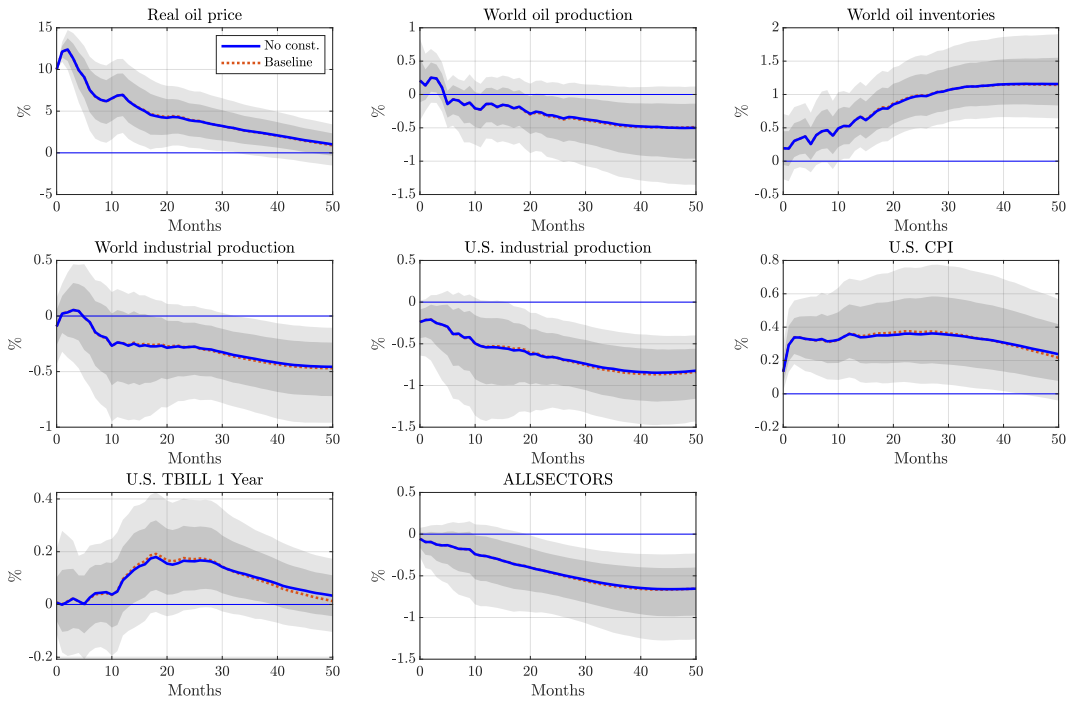 Real oil price
15
10
5
0
-5
%
0 10 20 30 40 50
Months
No const.
Baseline
World oil production
1
0.5
0
-0.5
-1
-1.5
%
0 10 20 30 40 50
Months
World oil inventories
2
1.5
1
0.5
0
-0.5
%
0 10 20 30 40 50
Months
World industrial production
0.5
0
-0.5
-1
%
0 10 20 30 40 50
Months
U.S. industrial production
0.5
0
-0.5
-1
-1.5
%
0 10 20 30 40 50
Months
U.S. CPI
0.8
0.6
0.4
0.2
0
-0.2
%
0 10 20 30 40 50
Months
U.S. TBILL 1 Year
0.4
0.2
0
-0.2
%
0 10 20 30 40 50
Months
ALLSECTORS
0.5
0
-0.5
-1
-1.5
%
0 10 20 30 40 50
Months